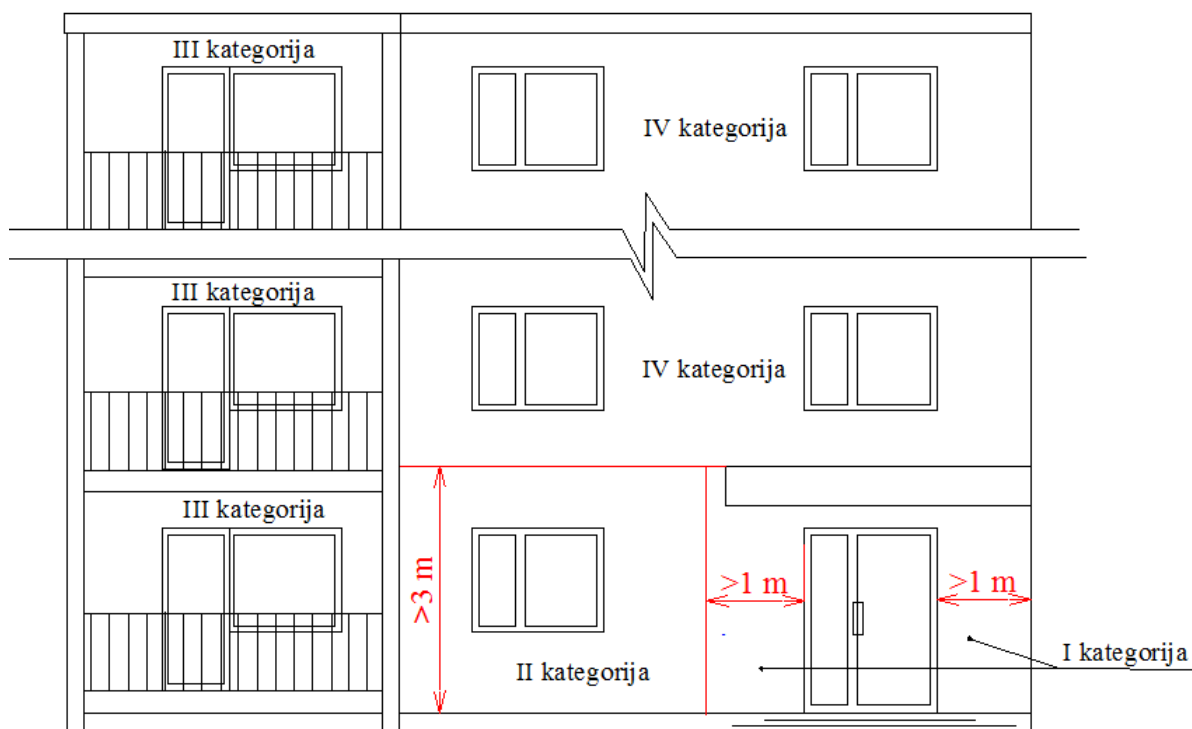 III kategorija
IV kategorija
III kategorija
IV kategorija
III kategorija
>3 m
>1 m
>1 m
II kategorija
I kategorija